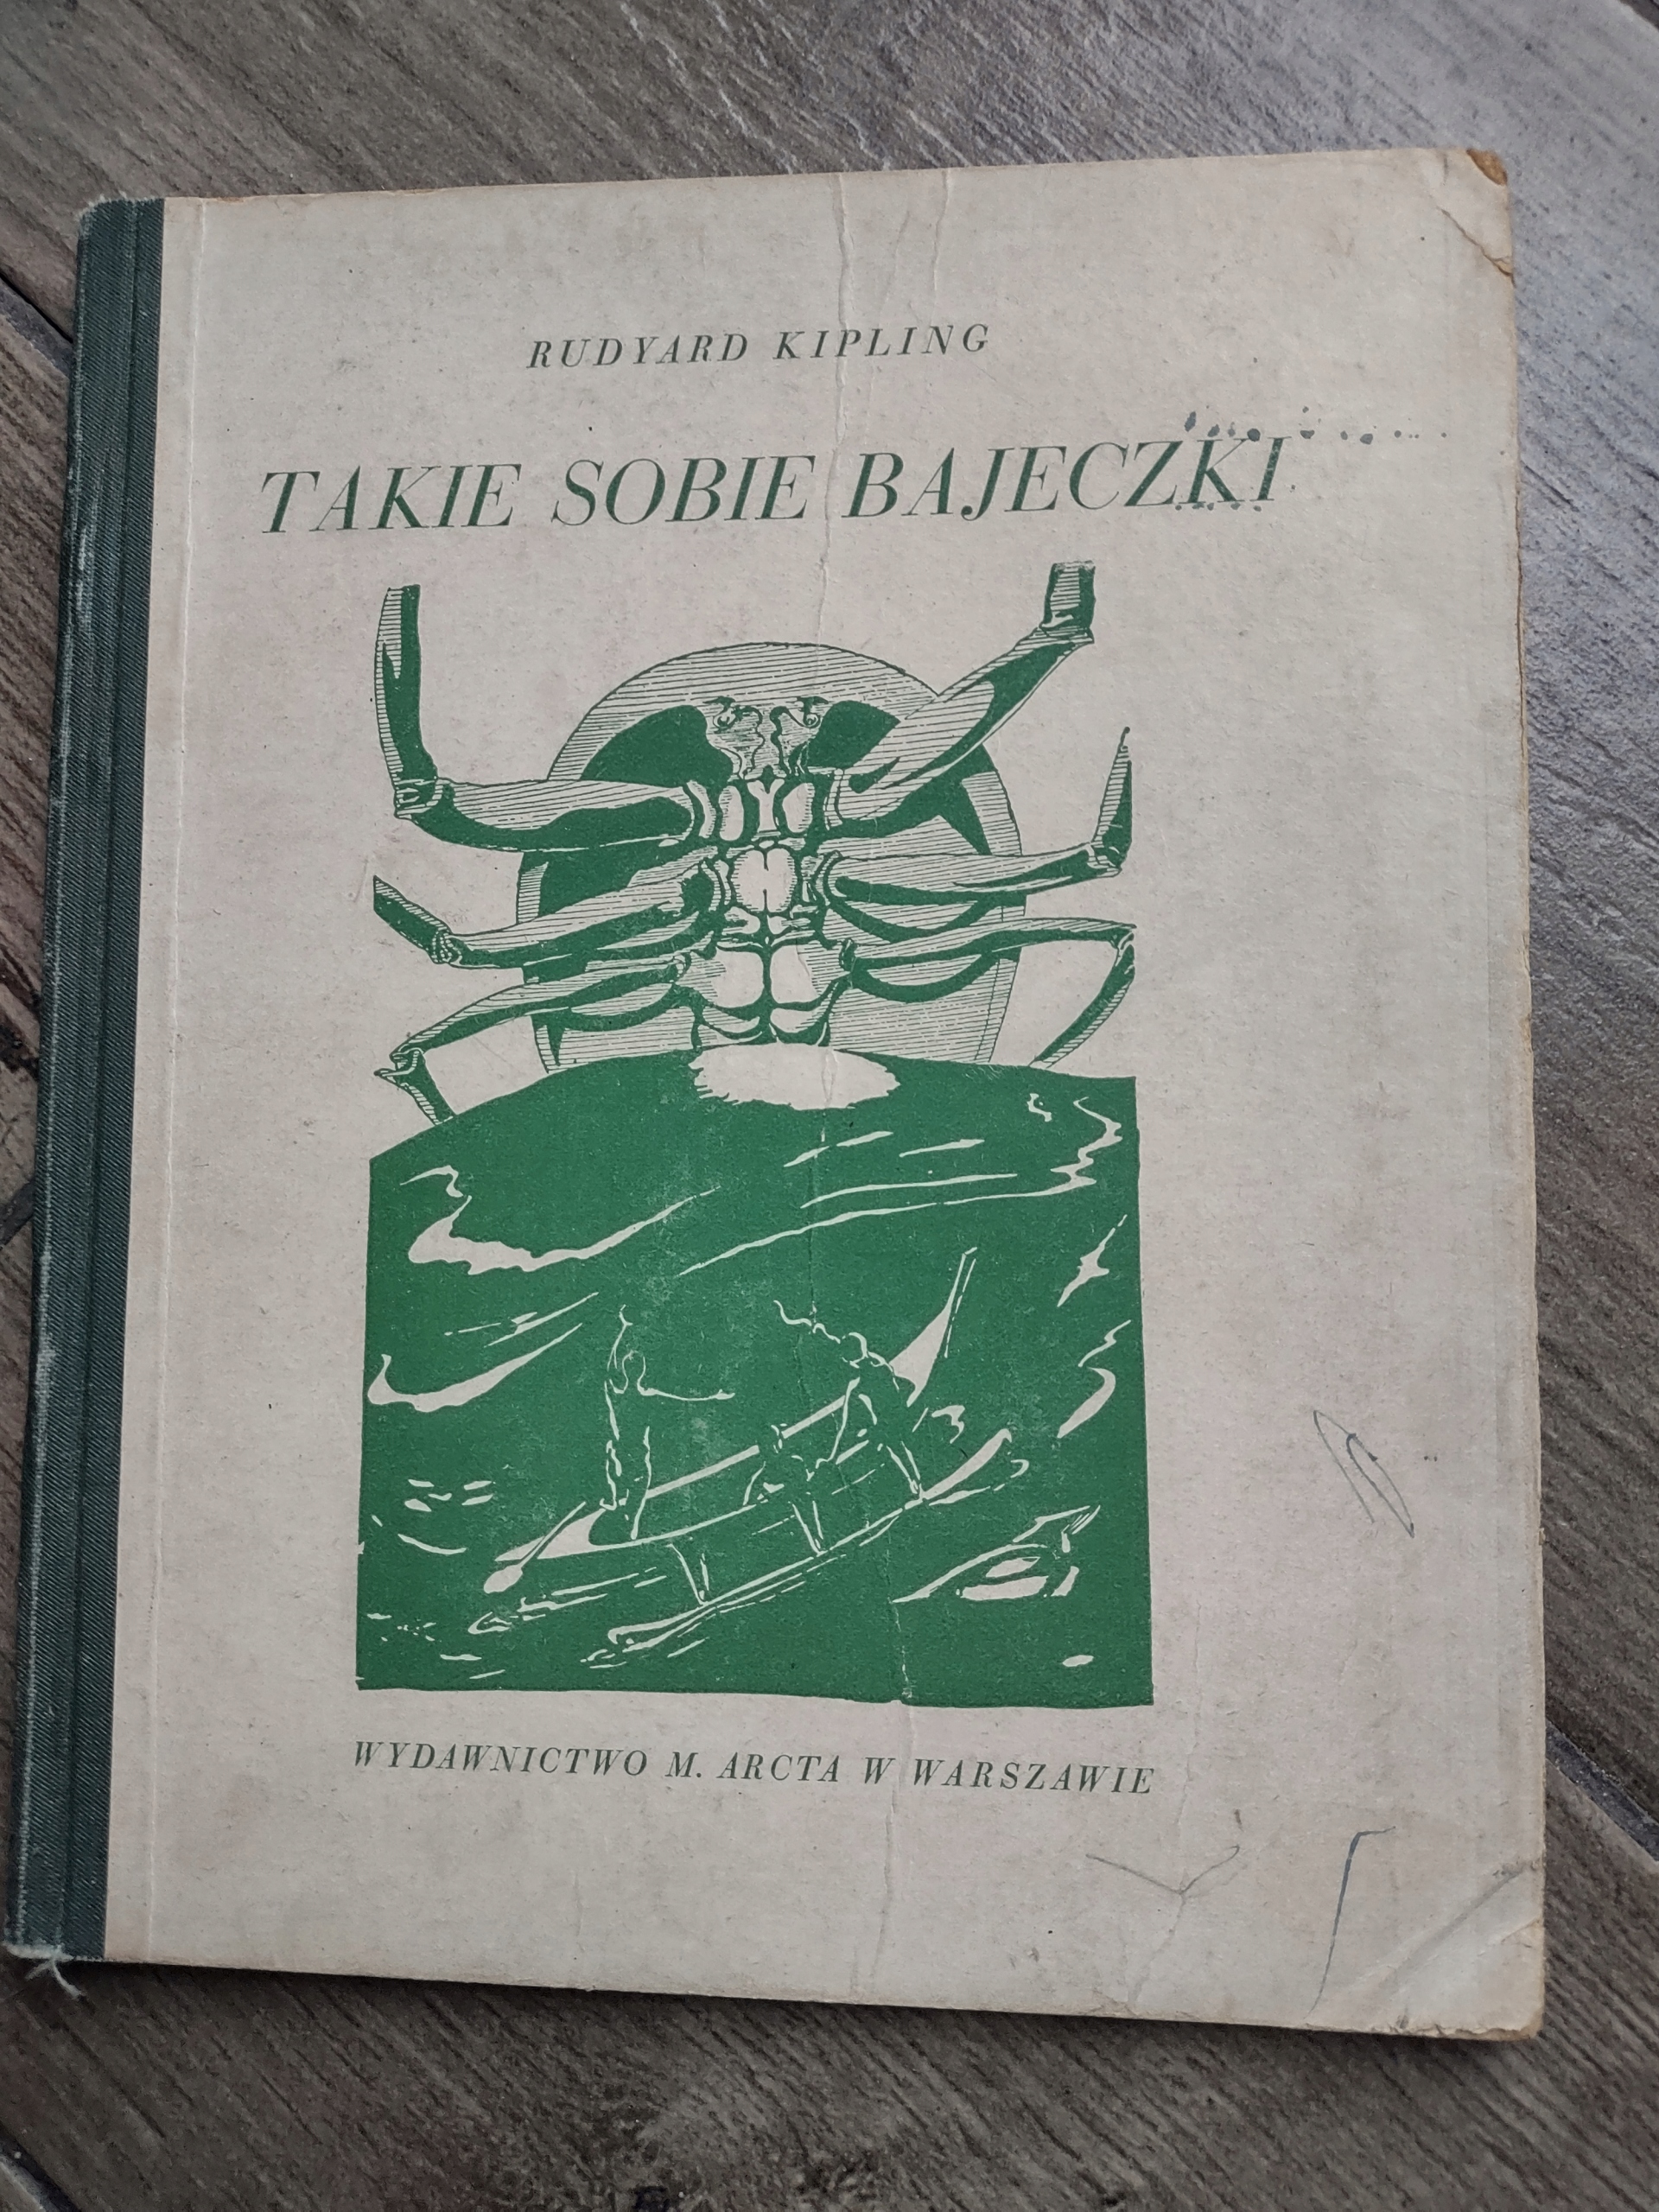 RUDYARD KIPLING
TAKIE SOBIE BAJECZKI
WYDAWNICTWO M. ARCTA W WARSZAWIE